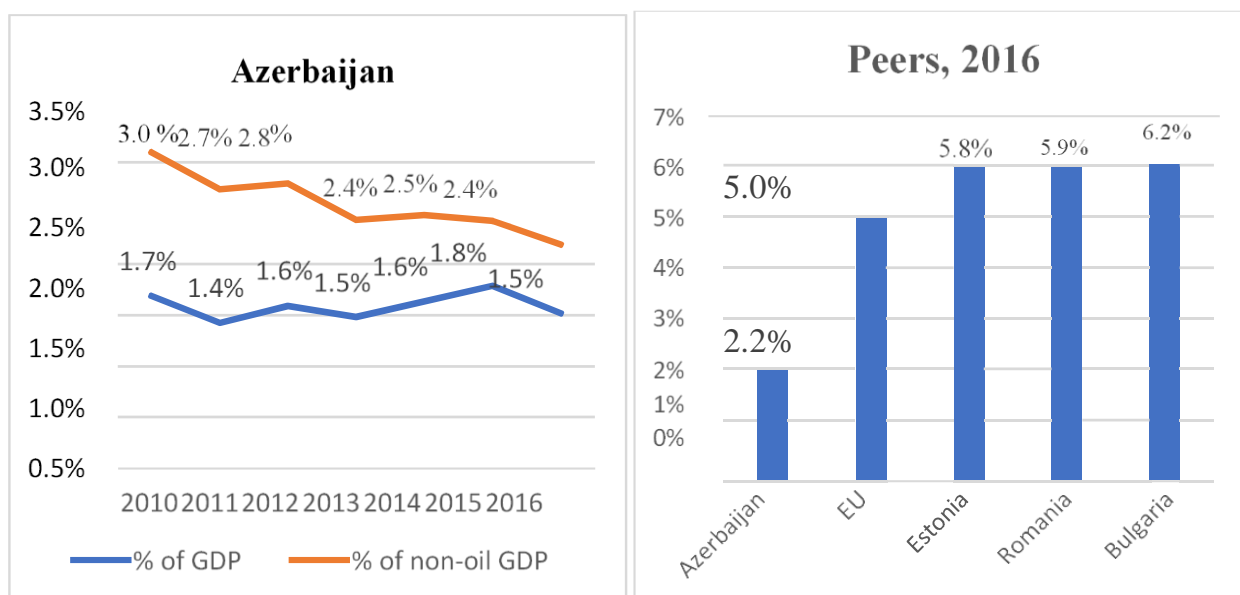 Azerbaijan
3.5%
3.0%
2.5%
2.0%
1.5%
1.0%
0.5%
3.0 % 2.7% 2.8%
2.4% 2.5% 2.4%
1.7% 1.4% 1.6% 1.5% 1.6% 1.8% 1.5%
2010 2011 2012 2013 2014 2015 2016
% of GDP % of non-oil GDP
Peers, 2016
7%
6%
5%
4%
3%
2%
1%
0%
2.2%
5.0%
5.8%
5.9%
6.2%
Azerbaijan
EU
Estonia
Romania
Bulgaria